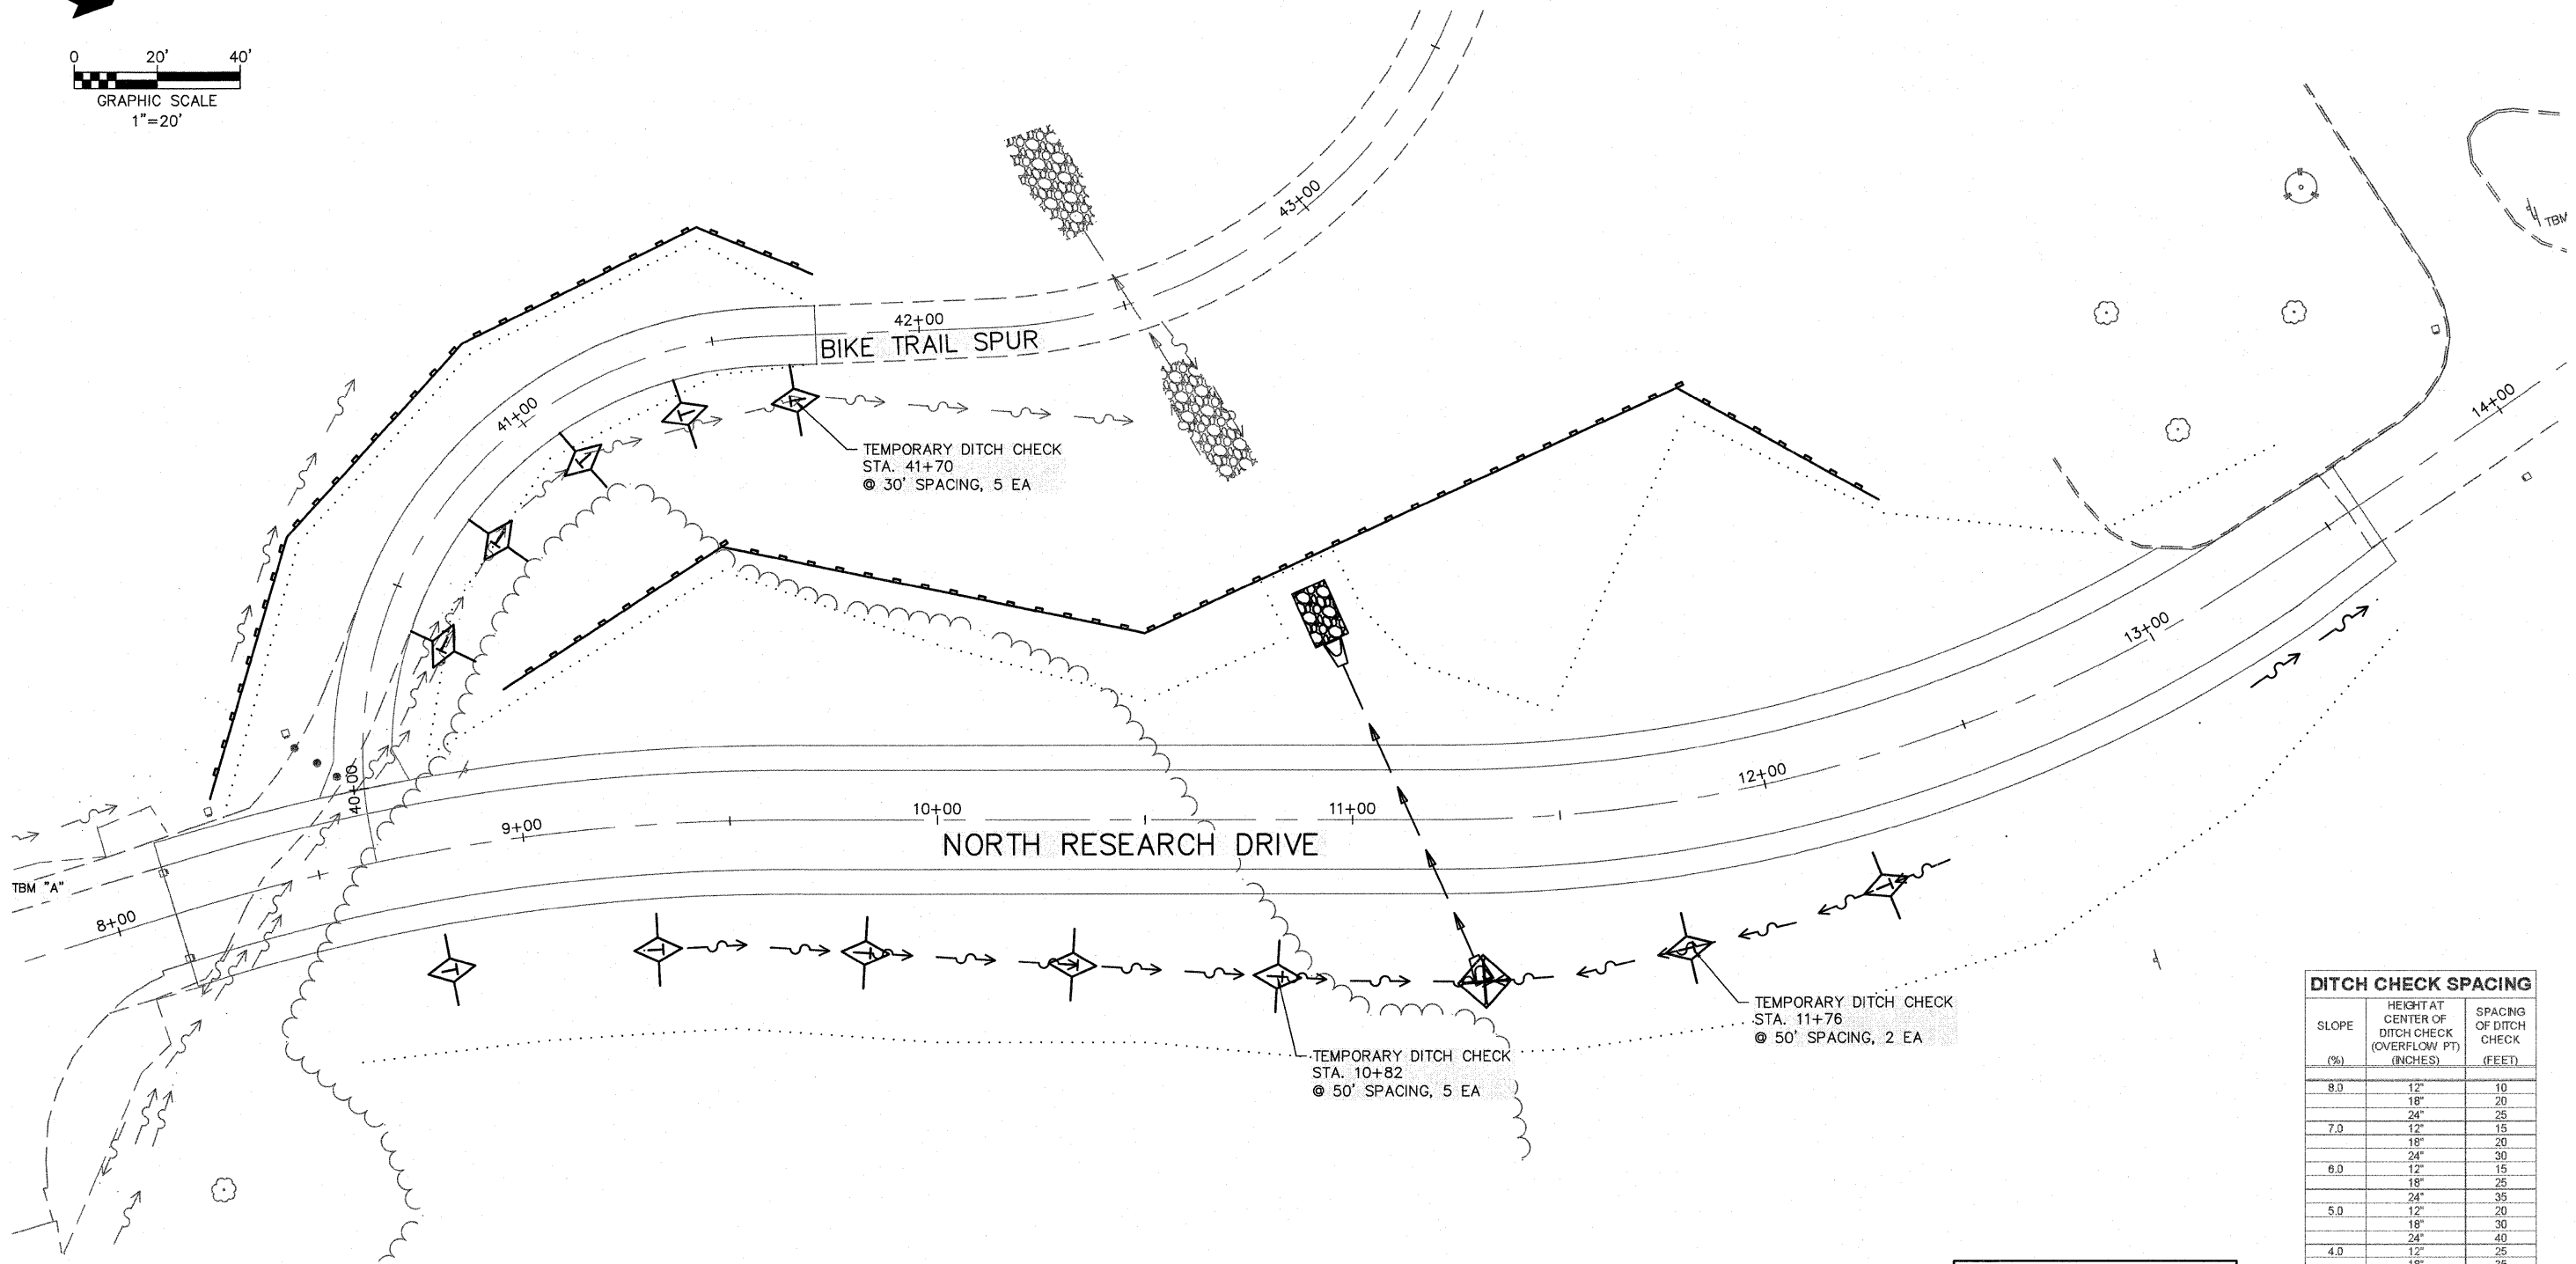 0 20' 40'
GRAPHIC SCALE
1"=20'
43+00
42+00
BIKE TRAIL SPUR
41+00
TEMPORARY DITCH CHECK
STA. 41+70
@ 30' SPACING, 5 EA
TBM
14+00
13+00
12+00
11+00
10+00
9+00
40+00
NORTH RESEARCH DRIVE
TBM "A"
8+00
TEMPORARY DITCH CHECK
STA. 11+76
@ 50' SPACING, 2 EA
TEMPORARY DITCH CHECK
STA. 10+82
@ 50' SPACING, 5 EA
DITCH CHECK SPACING
SLOPE (%) HEIGHT AT CENTER OF DITCH CHECK (OVERFLOW PT) (INCHES) SPACING OF DITCH CHECK (FEET)
8.0 12" 10
18" 20
24" 25
7.0 12" 15
18" 20
24" 30
6.0 12" 15
18" 25
24" 35
5.0 12" 20
18" 30
24" 40
4.0 12" 25